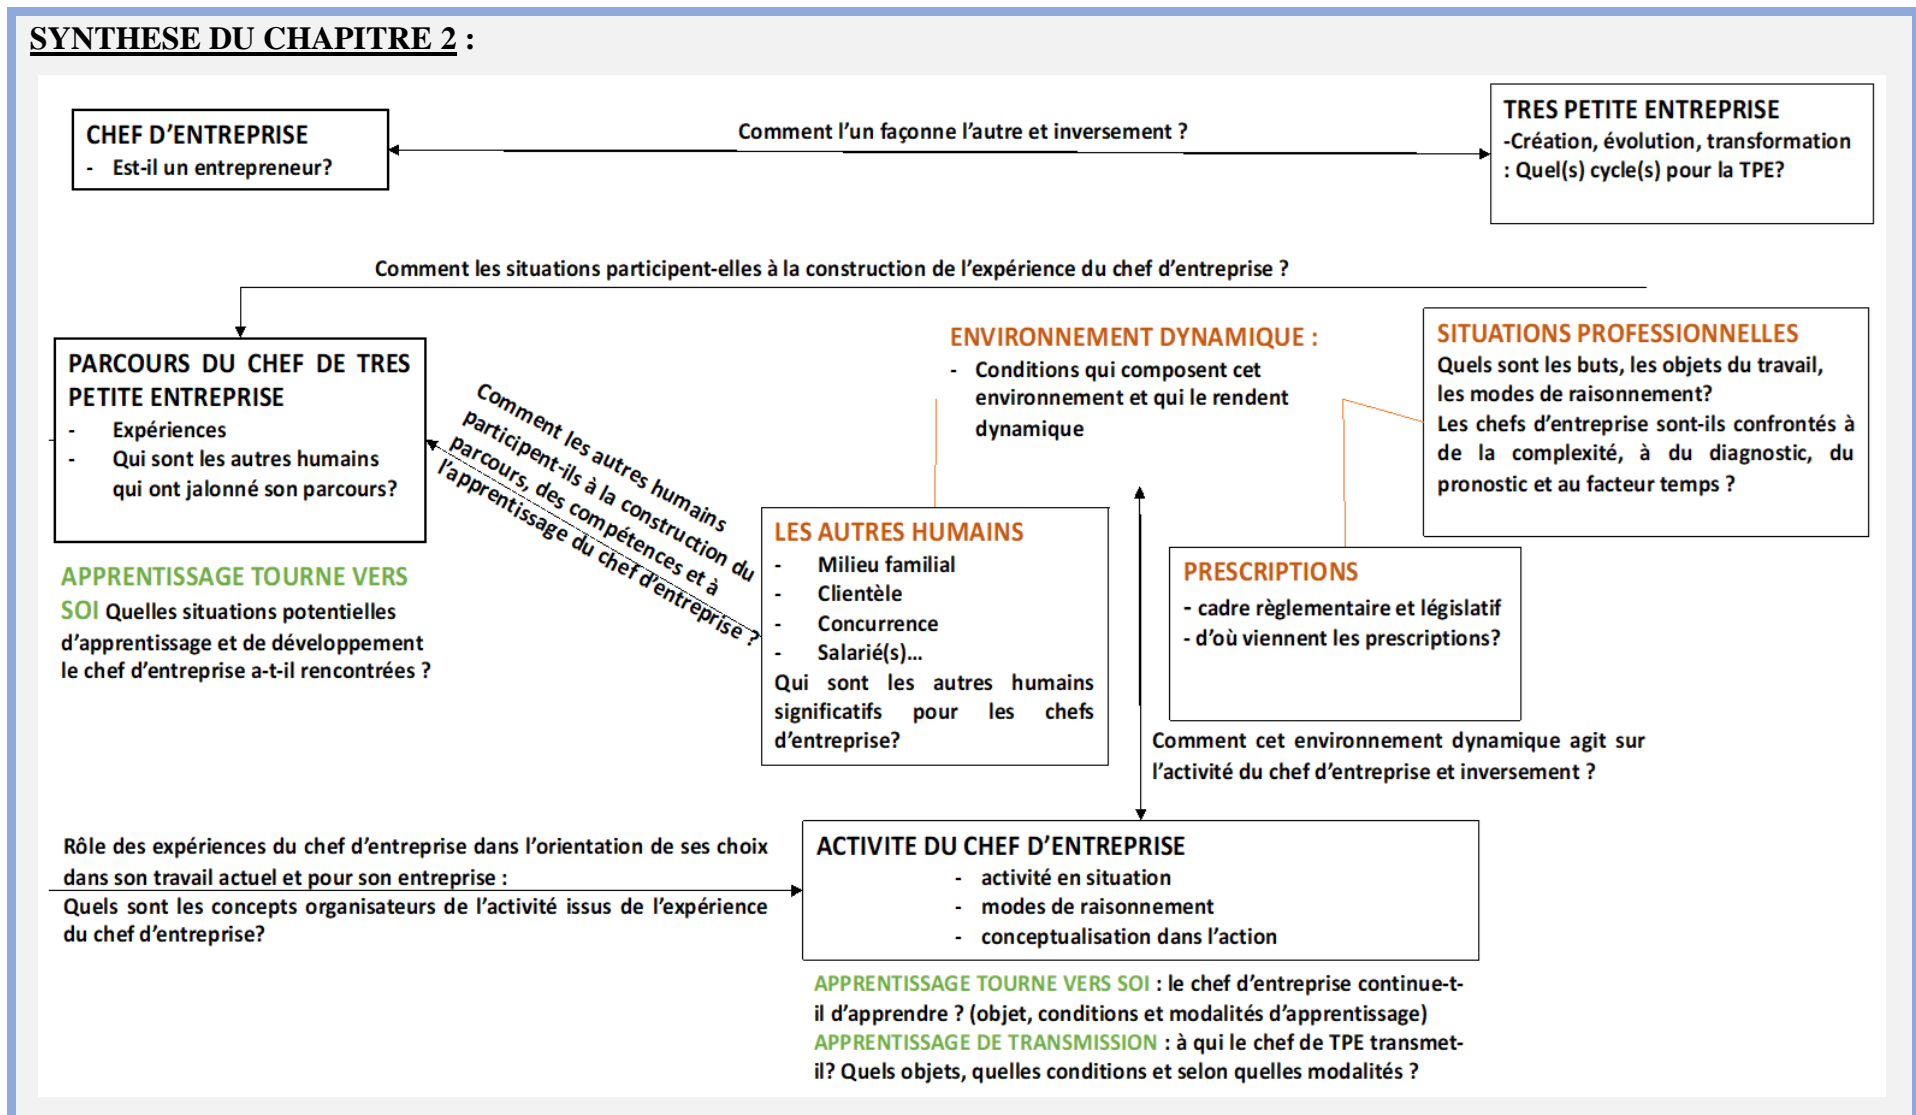 SYNTHESE DU CHAPITRE 2 :
CHEF D’ENTREPRISE
- Est-il un entrepreneur?
Comment l’un façonne l’autre et inversement ?
TRES PETITE ENTREPRISE
-Création, évolution, transformation
: Quel(s) cycle(s) pour la TPE?
Comment les situations participent-elles à la construction de l’expérience du chef d’entreprise ?
PARCOURS DU CHEF DE TRES
PETITE ENTREPRISE
- Expériences
- Qui sont les autres humains
qui ont jalonné son parcours?
APPRENTISSAGE TOURNE VERS
SOI Quelles situations potentielles
d’apprentissage et de développement
le chef d’entreprise a-t-il rencontrées ?
Comment les autres humains
participent-ils à la construction du
parcours, des compétences et à
l’apprentissage du chef d’entreprise ?
ENVIRONNEMENT DYNAMIQUE :
- Conditions qui composent cet
environnement et qui le rendent
dynamique
SITUATIONS PROFESSIONNELLES
Quels sont les buts, les objets du travail,
les modes de raisonnement?
Les chefs d’entreprise sont-ils confrontés à
de la complexité, à du diagnostic, du
pronostic et au facteur temps ?
LES AUTRES HUMAINS
- Milieu familial
- Clientèle
- Concurrence
- Salarié(s)…
Qui sont les autres humains
significatifs pour les chefs
d’entreprise?
PRESCRIPTIONS
- cadre règlementaire et législatif
- d’où viennent les prescriptions?
Comment cet environnement dynamique agit sur
l’activité du chef d’entreprise et inversement ?
Rôle des expériences du chef d’entreprise dans l’orientation de ses choix
dans son travail actuel et pour son entreprise :
Quels sont les concepts organisateurs de l’activité issus de l’expérience
du chef d’entreprise?
ACTIVITE DU CHEF D’ENTREPRISE
- activité en situation
- modes de raisonnement
- conceptualisation dans l’action
APPRENTISSAGE TOURNE VERS SOI : le chef d’entreprise continue-t-
il d’apprendre ? (objet, conditions et modalités d’apprentissage)
APPRENTISSAGE DE TRANSMISSION : à qui le chef de TPE transmet-
il? Quels objets, quelles conditions et selon quelles modalités ?